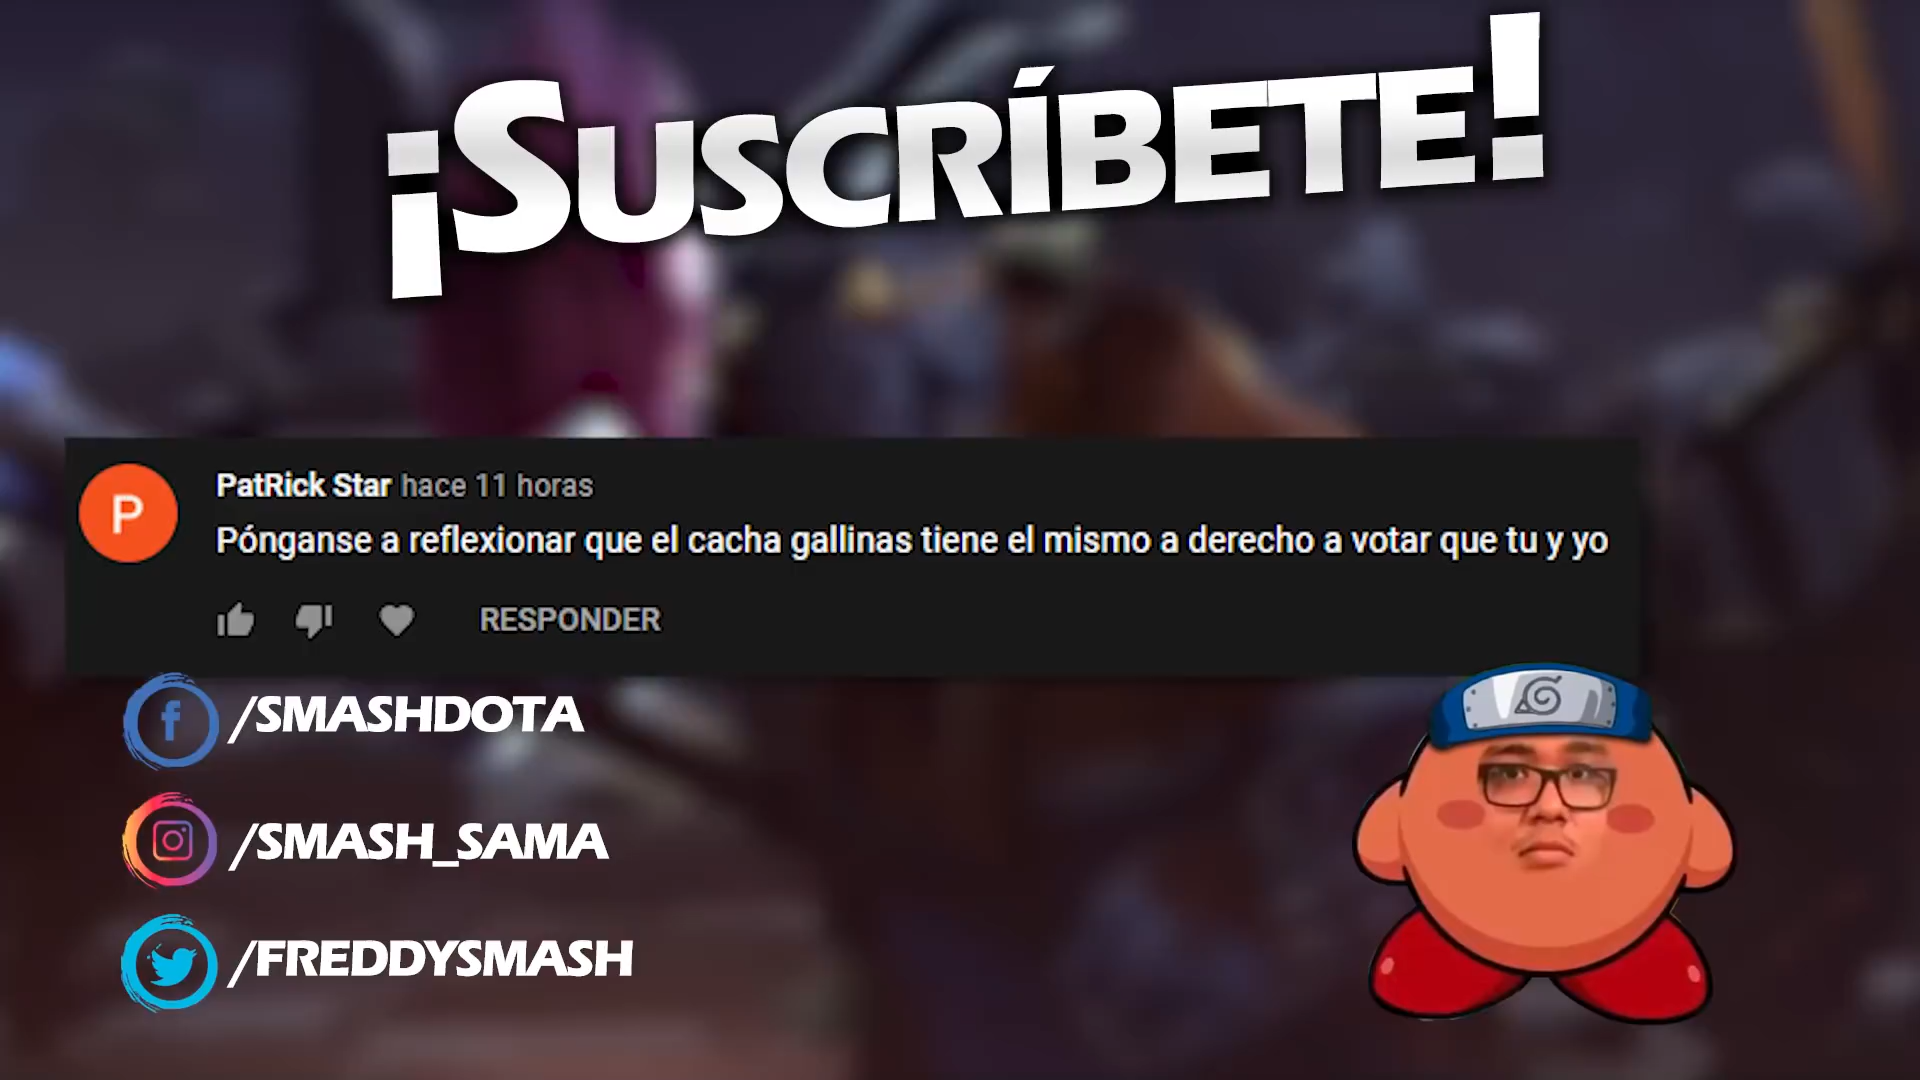 ¡SUSCRÍBETE!
P
PatRick Star hace 11 horas
Pónganse a reflexionar que el cacha gallinas tiene el mismo a derecho a votar que tu y yo
RESPONDER
f /SMASHDOTA
/SMASH_SAMA
/FREDDYSMASH